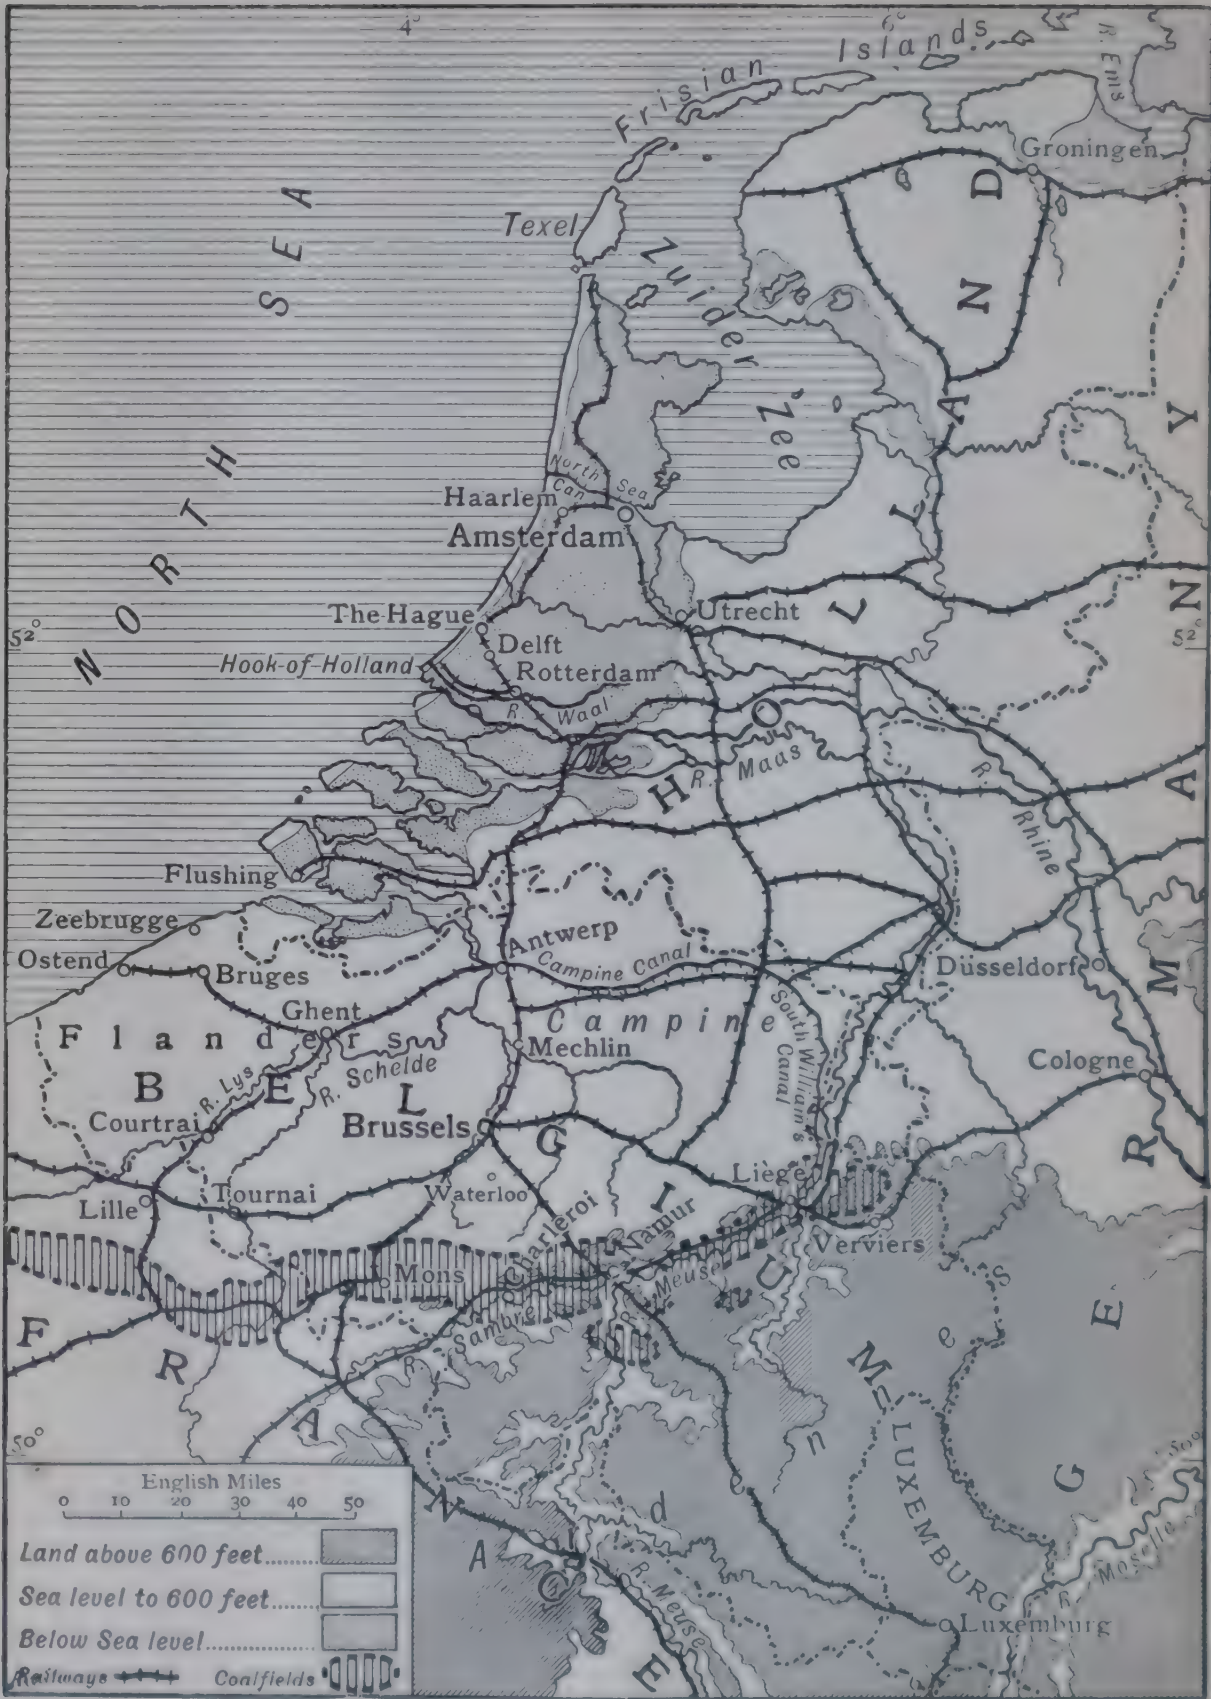 4°
6°
Frisian Islands
R. Ems
Groningen
Texel
Zuider Zee
NORTH SEA
North Sea Can
Haarlem
Amsterdam
HOLLAND
The Hague
Utrecht
52°
52°
Delft
Hook-of-Holland
Rotterdam
R. Waal
R. Maas
R. Rhine
Flushing
Zeebrugge
Antwerp
Ostend
Bruges
Campine Canal
Düsseldorf
Ghent
Campine
South William's Canal
Flanders
Mechlin
R. Schelde
R. Lys
Cologne
BELGIUM
Courtrai
Brussels
Liège
Tournai
Waterloo
Lille
Charleroi
Namur
Verviers
Mons
R. Meuse
R. Sambre
FRANCE
GERMANY
Ardennes
LUXEMBURG
50°
50°
Moselle
R. Meuse
Luxemburg
English Miles
0 10 20 30 40 50
Land above 600 feet
Sea level to 600 feet
Below Sea level
Railways Coalfields